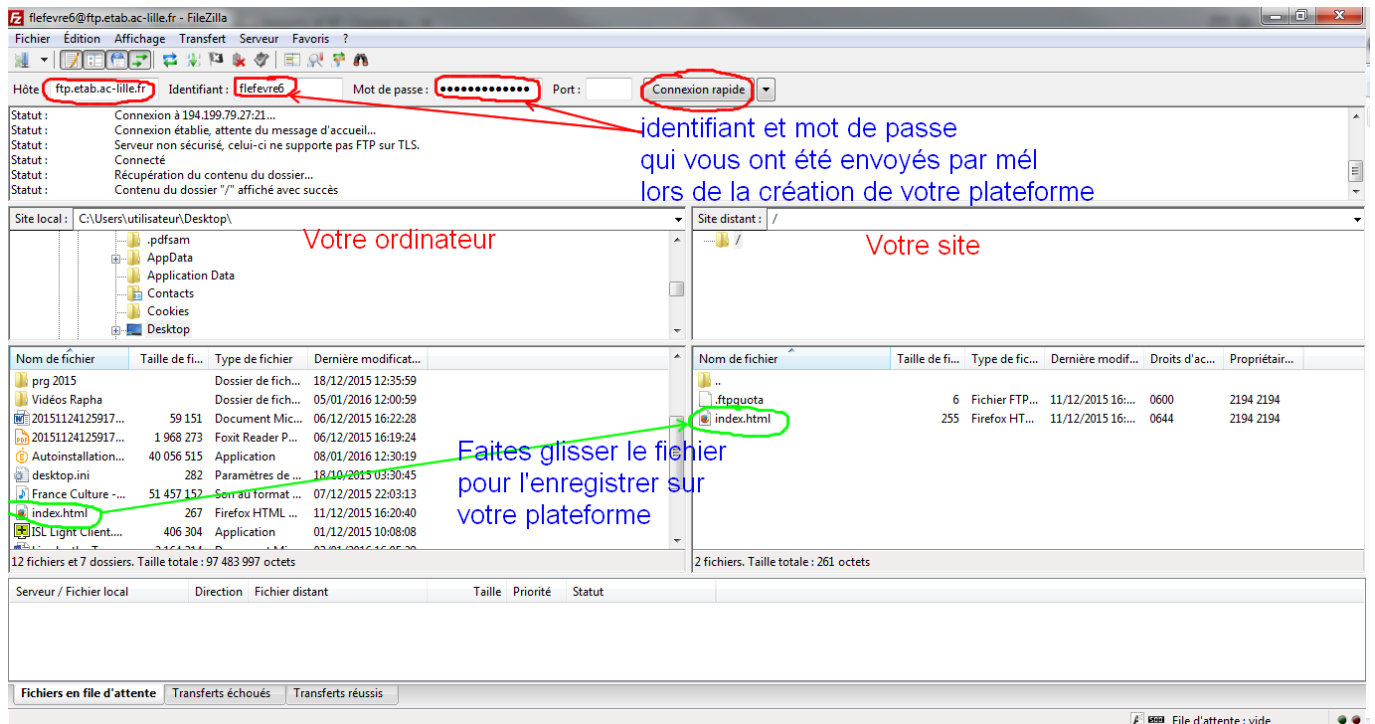 flefevre6@ftp.etab.ac-lille.fr - FileZilla
Fichier Édition Affichage Transfert Serveur Favoris ?
Hôte : ftp.etab.ac-lille.fr Identifiant : flefevre6 Mot de passe : ●●●●●●●●●●●●● Port : Connexion rapide
Statut : Connexion à 194.199.79.27:21...
Statut : Connexion établie, attente du message d'accueil...
Statut : Serveur non sécurisé, celui-ci ne supporte pas FTP sur TLS.
Statut : Connecté
Statut : Récupération du contenu du dossier...
Statut : Contenu du dossier "/" affiché avec succès
identifiant et mot de passe
qui vous ont été envoyés par mél
lors de la création de votre plateforme
Site local : C:\Users\utilisateur\Desktop\
.pdfsam
AppData
Application Data
Contacts
Cookies
Desktop
Votre ordinateur
Site distant : /
/
Votre site
Nom de fichier Taille de fi... Type de fichier Dernière modificat...
prg 2015 Dossier de fich... 18/12/2015 12:35:59
Vidéos Rapha Dossier de fich... 05/01/2016 12:00:59
20151124125917... 59 151 Document Mic... 06/12/2015 16:22:28
20151124125917... 1 968 273 Foxit Reader P... 06/12/2015 16:19:24
Autoinstallation... 40 056 515 Application 08/01/2016 12:30:19
desktop.ini 282 Paramètres de ... 18/10/2015 03:30:45
France Culture -... 51 457 152 Son au format ... 07/12/2015 22:03:13
index.html 267 Firefox HTML ... 11/12/2015 16:20:40
ISL Light Client.... 406 304 Application 01/12/2015 10:08:08
12 fichiers et 7 dossiers. Taille totale : 97 483 997 octets
Faites glisser le fichier
pour l'enregistrer sur
votre plateforme
Nom de fichier Taille de fi... Type de fic... Dernière modif... Droits d'ac... Propriétair...
..
.ftpquota 6 Fichier FTP... 11/12/2015 16:... 0600 2194 2194
index.html 255 Firefox HT... 11/12/2015 16:... 0644 2194 2194
2 fichiers. Taille totale : 261 octets
Serveur / Fichier local Direction Fichier distant Taille Priorité Statut
Fichiers en file d'attente Transferts échoués Transferts réussis
File d'attente : vide